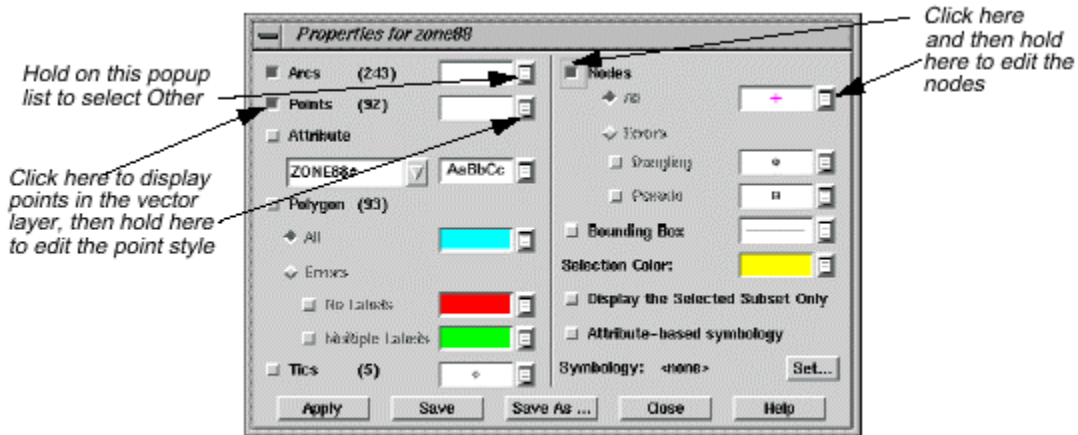 Click here
and then hold
here to edit the
nodes
Hold on this popup
list to select Other
Click here to display
points in the vector
layer, then hold here
to edit the point style
Properties for zone88
Arcs (243)
Points (92)
Attribute
ZONE88# AaBbCc
Polygon (93)
All
Errors
No Labels
Multiple Labels
Tics (5)
Nodes
All
Errors
Dangling
Pseudo
Bounding Box
Selection Color:
Display the Selected Subset Only
Attribute-based symbology
Symbology: <none> Set...
Apply Save Save As ... Close Help